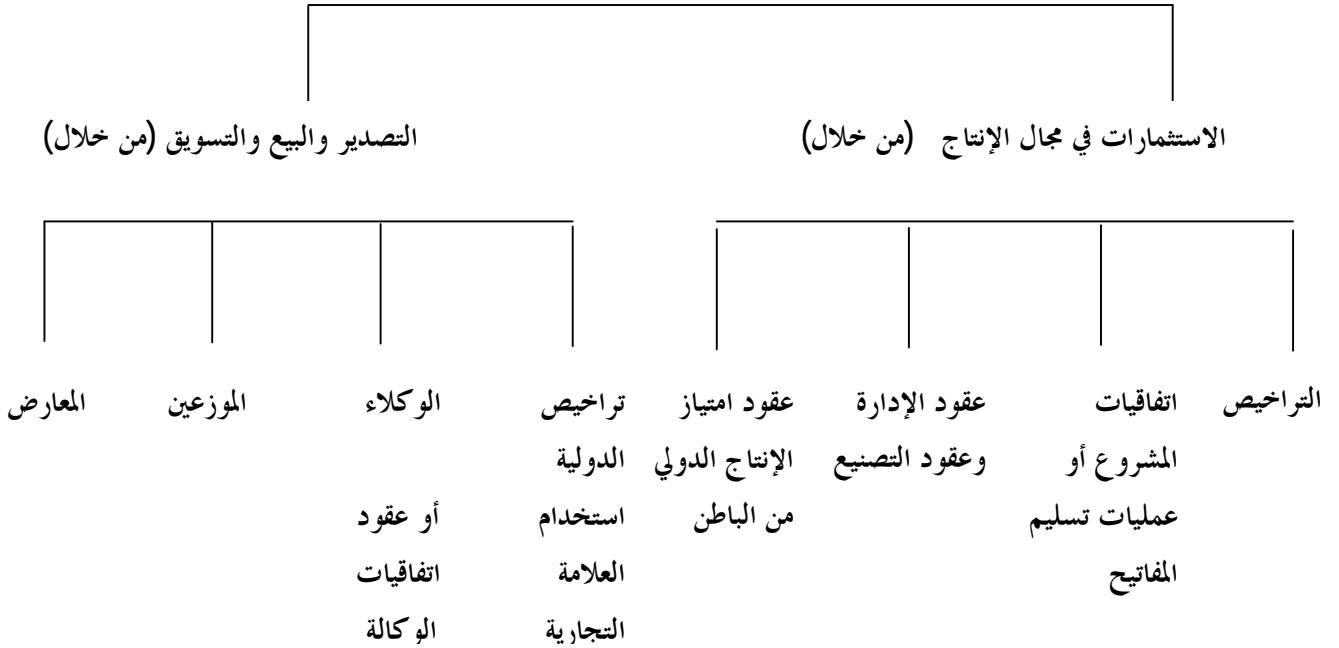 الاستثمارات في مجال الإنتاج (من خلال)
التصدير والبيع والتسويق (من خلال)
التراخيص
اتفاقيات
المشروع أو
عمليات تسليم
المفاتيح
عقود الإدارة
وعقود التصنيع
عقود امتياز
الإنتاج الدولي
من الباطن
تراخيص
الدولية
استخدام
العلامة
التجارية
الوكلاء
أو عقود
اتفاقيات
الوكالة
الموزعين
المعارض